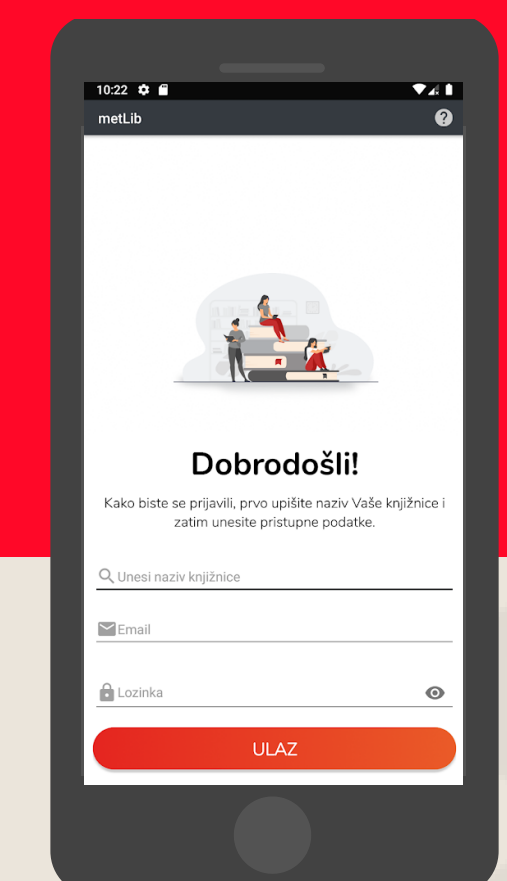 10:22
metLib
Dobrodošli!
Kako biste se prijavili, prvo upišite naziv Vaše knjižnice i
zatim unesite pristupne podatke.
Unesi naziv knjižnice
Email
Lozinka
ULAZ